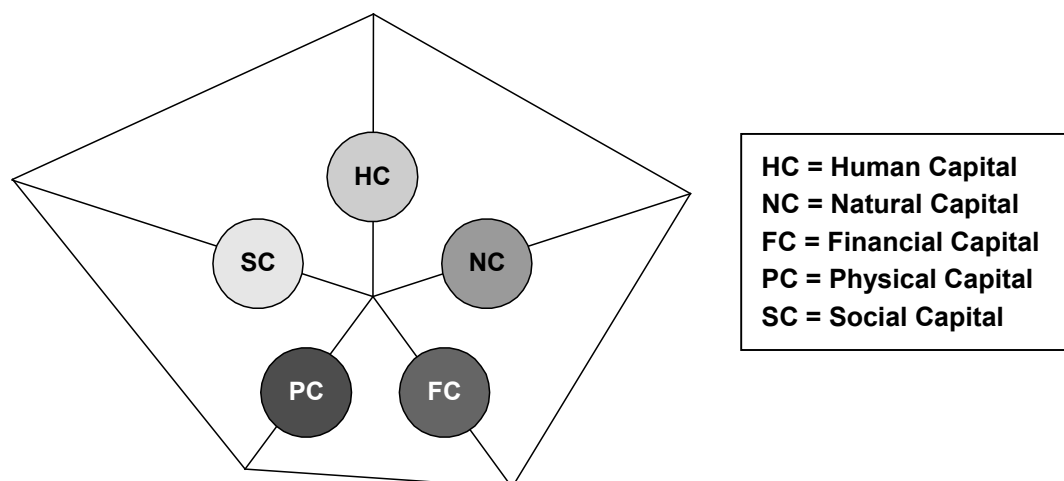 HC
SC
NC
PC
FC
HC = Human Capital
NC = Natural Capital
FC = Financial Capital
PC = Physical Capital
SC = Social Capital